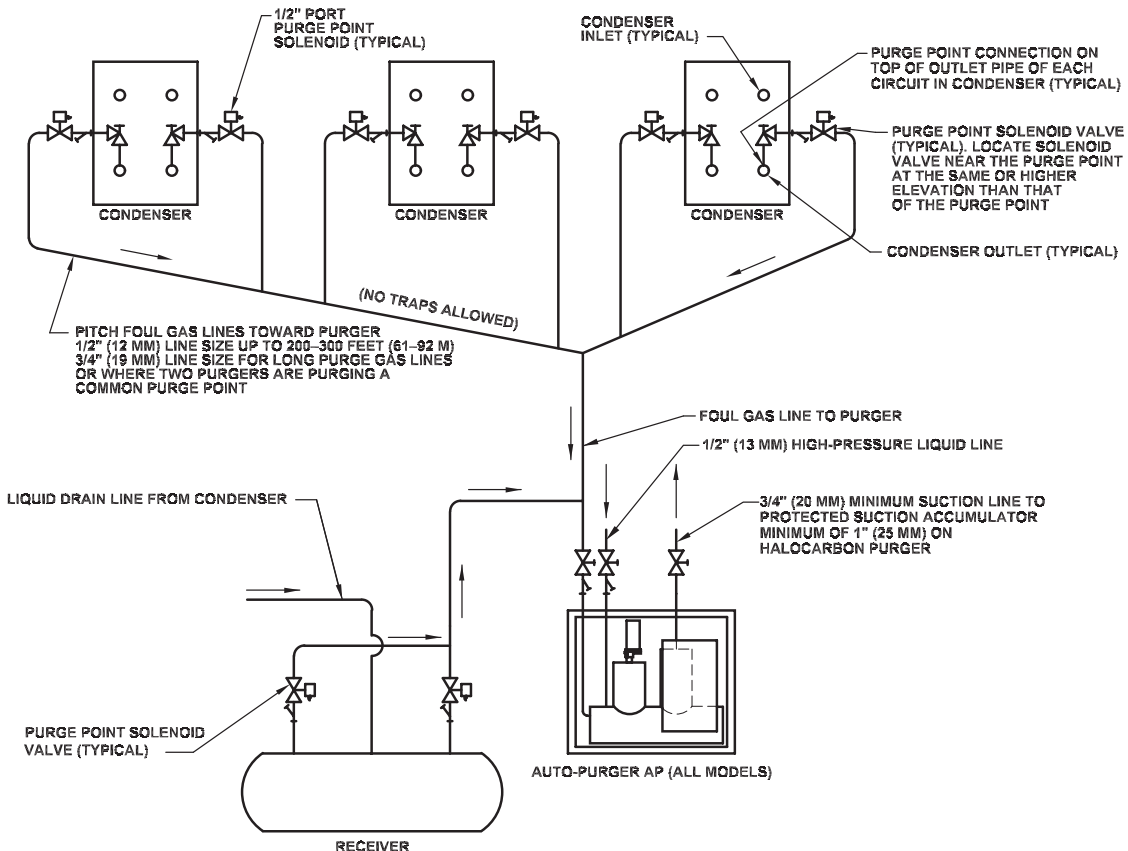 1/2" PORT
PURGE POINT
SOLENOID (TYPICAL)
CONDENSER
INLET (TYPICAL)
PURGE POINT CONNECTION ON
TOP OF OUTLET PIPE OF EACH
CIRCUIT IN CONDENSER (TYPICAL)
PURGE POINT SOLENOID VALVE
(TYPICAL). LOCATE SOLENOID
VALVE NEAR THE PURGE POINT
AT THE SAME OR HIGHER
ELEVATION THAN THAT
OF THE PURGE POINT
CONDENSER
CONDENSER
CONDENSER
CONDENSER OUTLET (TYPICAL)
(NO TRAPS ALLOWED)
PITCH FOUL GAS LINES TOWARD PURGER
1/2" (12 MM) LINE SIZE UP TO 200–300 FEET (61–92 M)
3/4" (19 MM) LINE SIZE FOR LONG PURGE GAS LINES
OR WHERE TWO PURGERS ARE PURGING A
COMMON PURGE POINT
FOUL GAS LINE TO PURGER
1/2" (13 MM) HIGH-PRESSURE LIQUID LINE
LIQUID DRAIN LINE FROM CONDENSER
3/4" (20 MM) MINIMUM SUCTION LINE TO
PROTECTED SUCTION ACCUMULATOR
MINIMUM OF 1" (25 MM) ON
HALOCARBON PURGER
PURGE POINT SOLENOID
VALVE (TYPICAL)
AUTO-PURGER AP (ALL MODELS)
RECEIVER